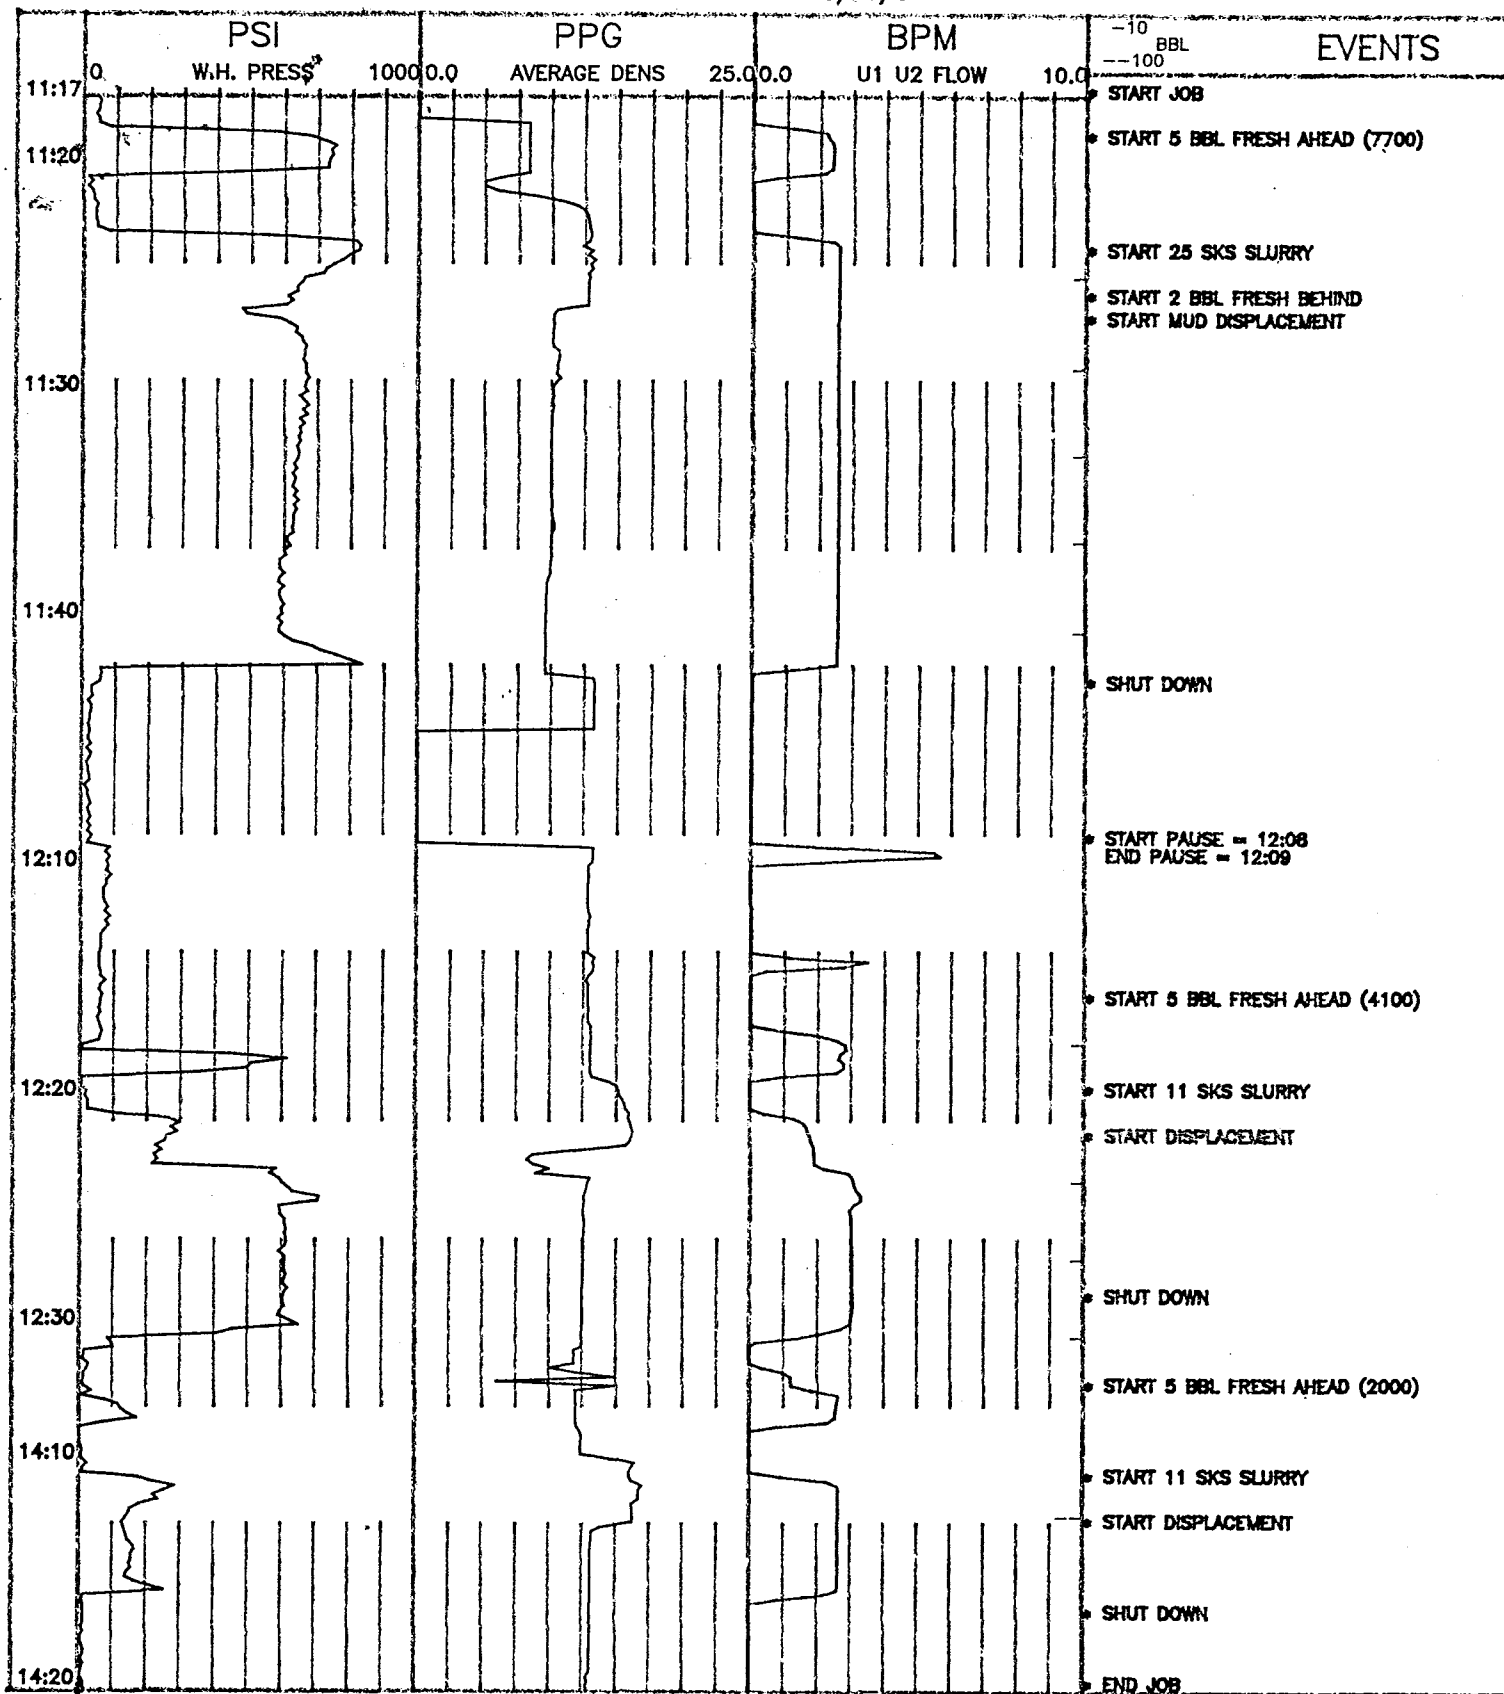 PSI PPG BPM -10 BBL --100 EVENTS
0 W.H. PRESS 1000 0.0 AVERAGE DENS 25.0 0.0 U1 U2 FLOW 10.0
11:17 START JOB
START 5 BBL FRESH AHEAD (7700)
11:20
START 25 SKS SLURRY
START 2 BBL FRESH BEHIND
START MUD DISPLACEMENT
11:30
11:40
SHUT DOWN
START PAUSE = 12:08
12:10 END PAUSE = 12:09
START 5 BBL FRESH AHEAD (4100)
12:20 START 11 SKS SLURRY
START DISPLACEMENT
SHUT DOWN
12:30
START 5 BBL FRESH AHEAD (2000)
14:10
START 11 SKS SLURRY
START DISPLACEMENT
SHUT DOWN
14:20 END JOB